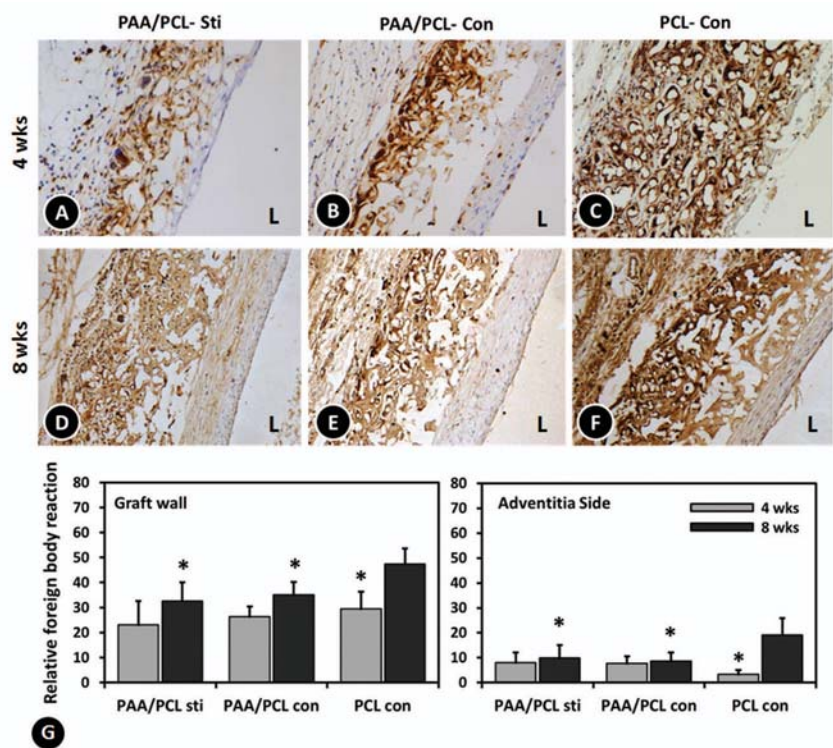 PAA/PCL- Sti PAA/PCL- Con PCL- Con
4 wks
A L B L C L
8 wks
D L E L F L
Relative foreign body reaction
80 Graft wall 80 Adventitia Side 4 wks
70 70 8 wks
60 60
50 50
40 * * * 40
30 30
20 20 * *
10 10 *
0 0
PAA/PCL sti PAA/PCL con PCL con PAA/PCL sti PAA/PCL con PCL con
G